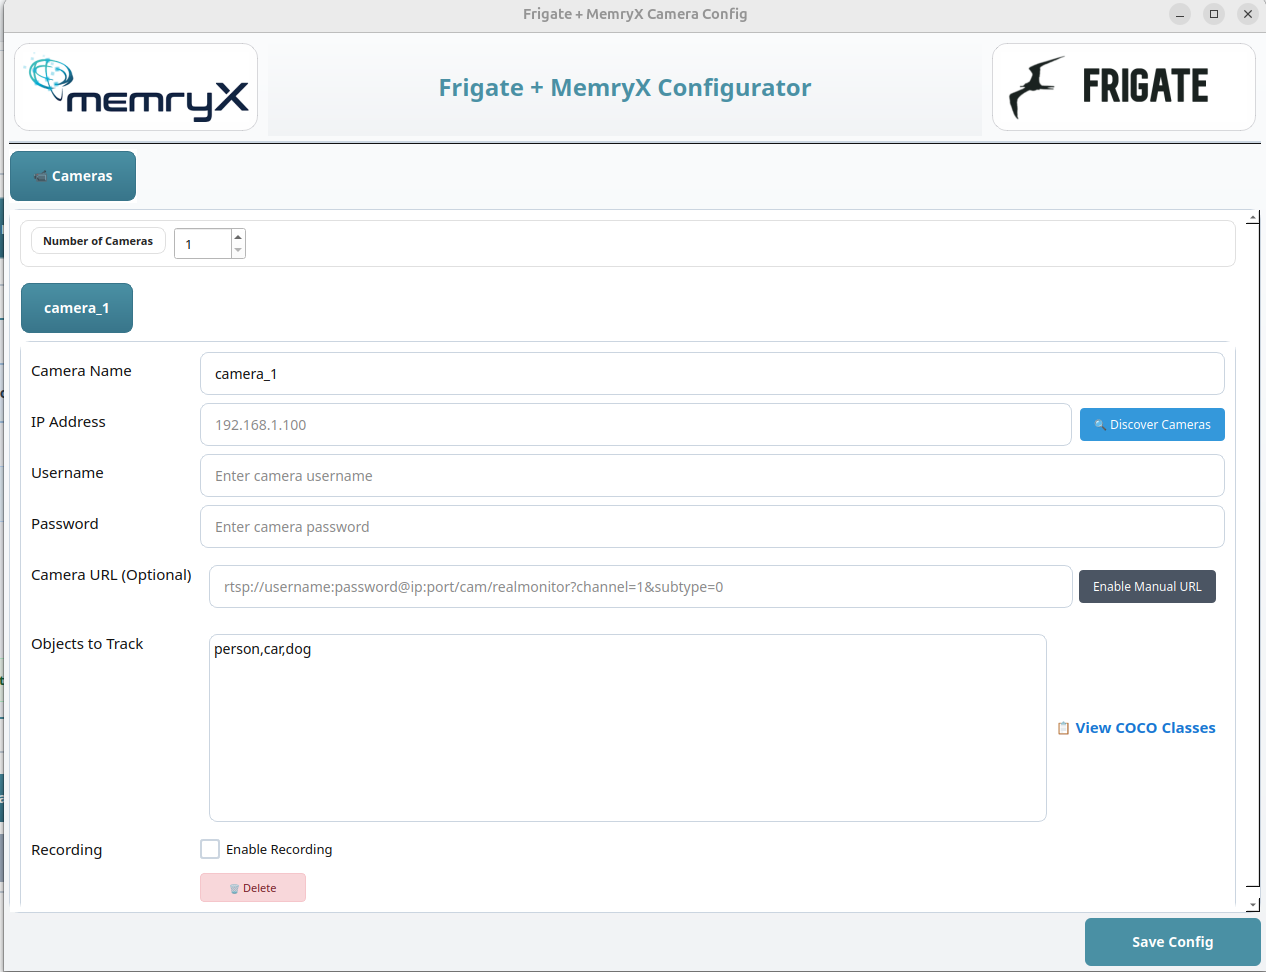 Frigate + MemryX Camera Config
memryX
Frigate + MemryX Configurator
FRIGATE
Cameras
Number of Cameras
1
camera_1
Camera Name
camera_1
IP Address
192.168.1.100
Discover Cameras
Username
Enter camera username
Password
Enter camera password
Camera URL (Optional)
rtsp://username:password@ip:port/cam/realmonitor?channel=1&subtype=0
Enable Manual URL
Objects to Track
person,car,dog
View COCO Classes
Recording
Enable Recording
Delete
Save Config